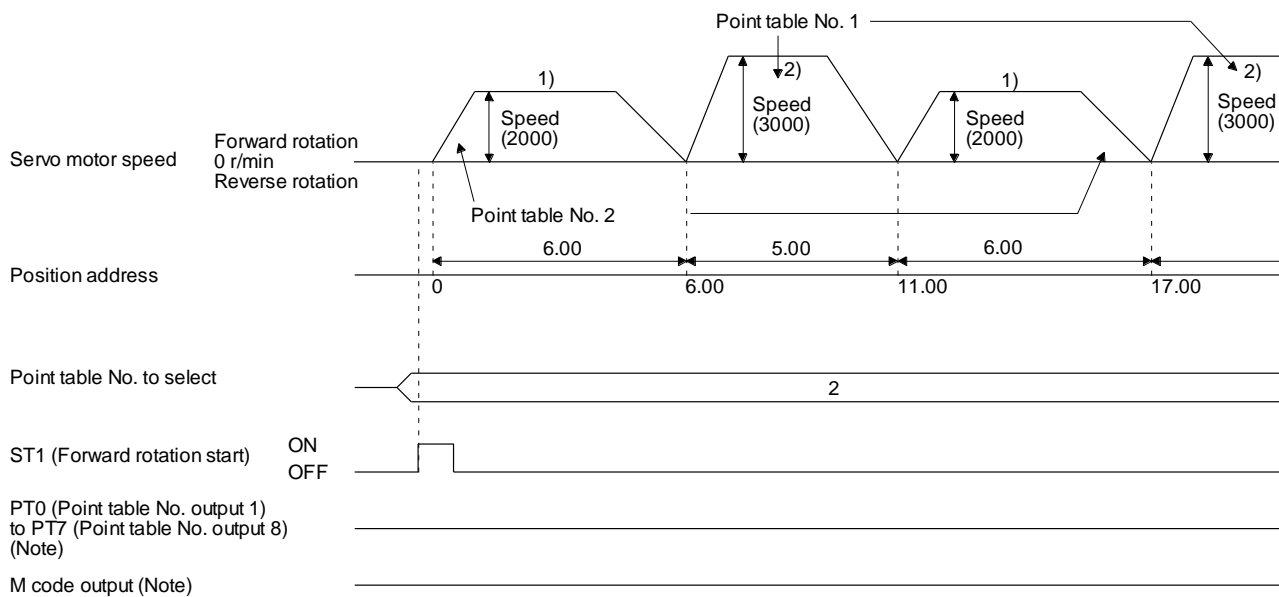 Point table No. 1
1)
2)
1)
2)
Speed
(2000)
Speed
(3000)
Speed
(2000)
Speed
(3000)
Servo motor speed
Forward rotation
0 r/min
Reverse rotation
Point table No. 2
6.00
5.00
6.00
Position address
0
6.00
11.00
17.00
Point table No. to select
2
ST1 (Forward rotation start)
ON
OFF
PT0 (Point table No. output 1)
to PT7 (Point table No. output 8)
(Note)
M code output (Note)